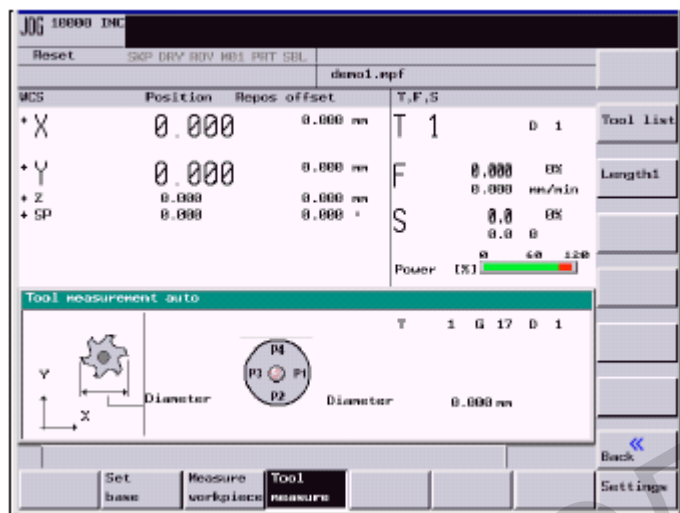 JOG 10000 INC
Reset SKP DRY ROV M01 PRT SBL
demo1.mpf
WCS Position Repos offset T,F,S
+ X 0.000 0.000 mm T 1 D 1 Tool list
+ Y 0.000 0.000 mm F 0.000 0% Length1
0.000 mm/min
+ Z 0.000 0.000 mm
+ SP 0.000 0.000 ° S 0.0 0%
0.0 0
0 60 120
Power [%]
Tool measurement auto
T 1 G 17 D 1
P4
Y P3 P1
Diameter P2 Diameter 0.000 mm
X
« Back
Set base Measure workpiece Tool measure Settings